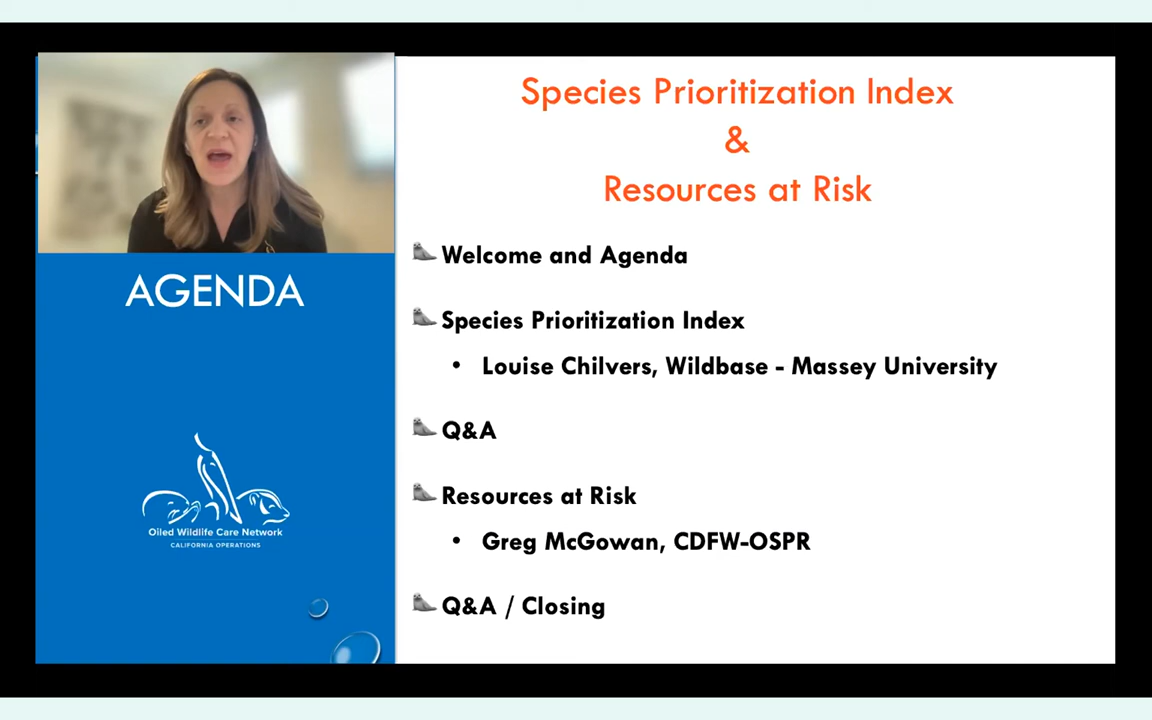 Species Prioritization Index
&
Resources at Risk
AGENDA
Welcome and Agenda
Species Prioritization Index
• Louise Chilvers, Wildbase - Massey University
Q&A
Resources at Risk
• Greg McGowan, CDFW-OSPR
Q&A / Closing
Oiled Wildlife Care Network
CALIFORNIA OPERATIONS